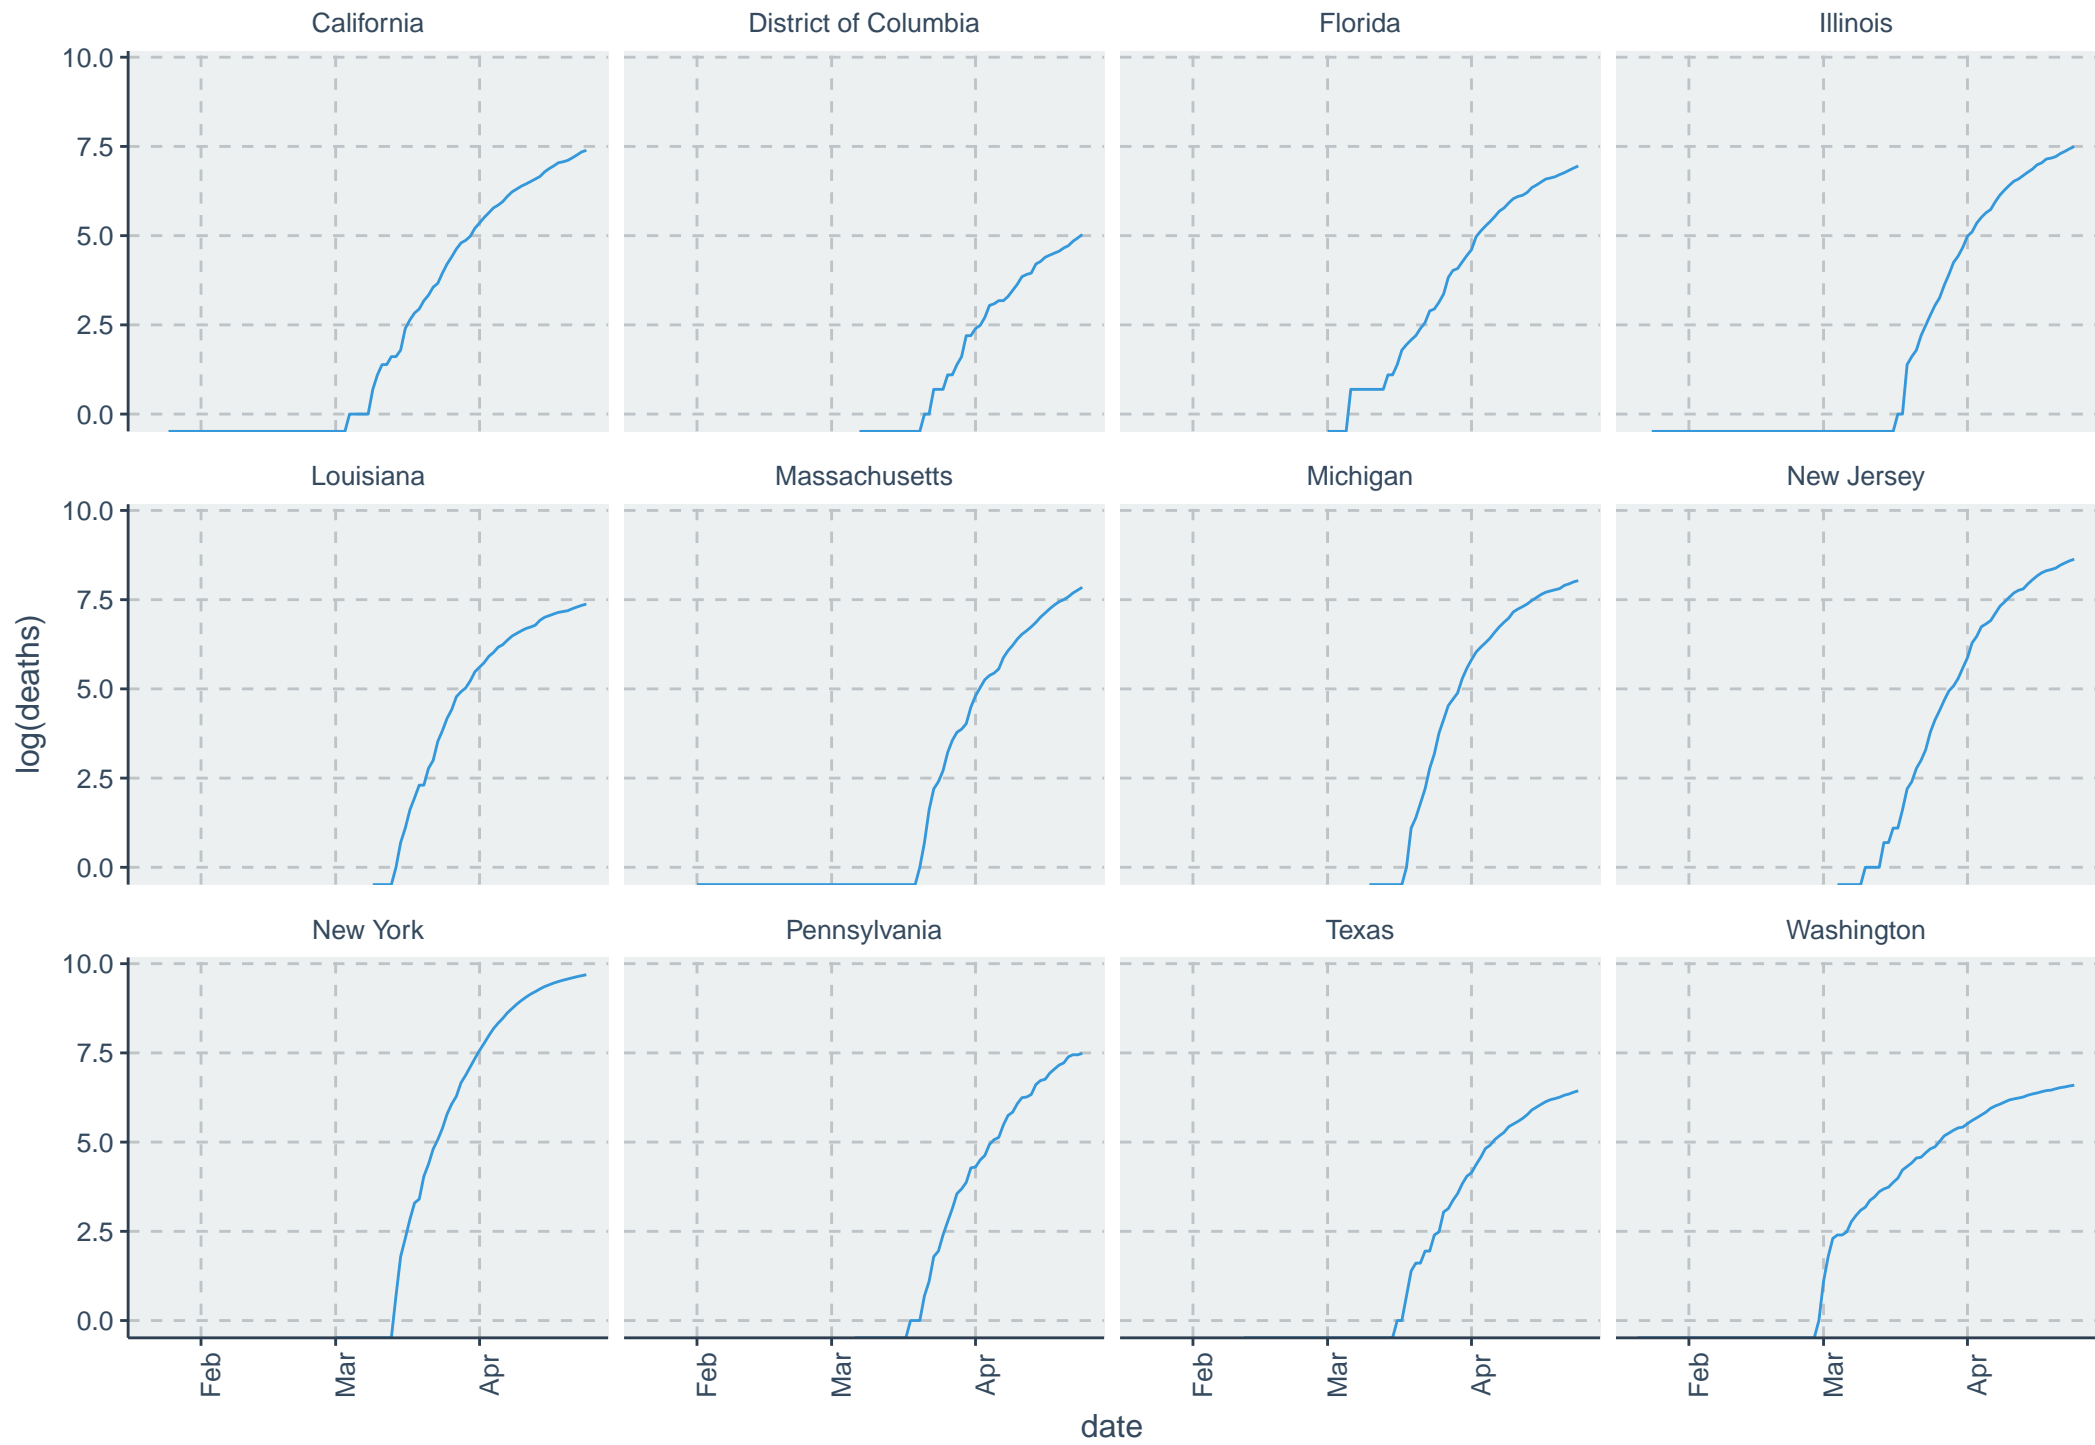 California
District of Columbia
Florida
Illinois
10.0
7.5
5.0
2.5
0.0
Louisiana
Massachusetts
Michigan
New Jersey
10.0
7.5
5.0
2.5
0.0
log(deaths)
New York
Pennsylvania
Texas
Washington
10.0
7.5
5.0
2.5
0.0
Feb
Mar
Apr
Feb
Mar
Apr
Feb
Mar
Apr
Feb
Mar
Apr
date